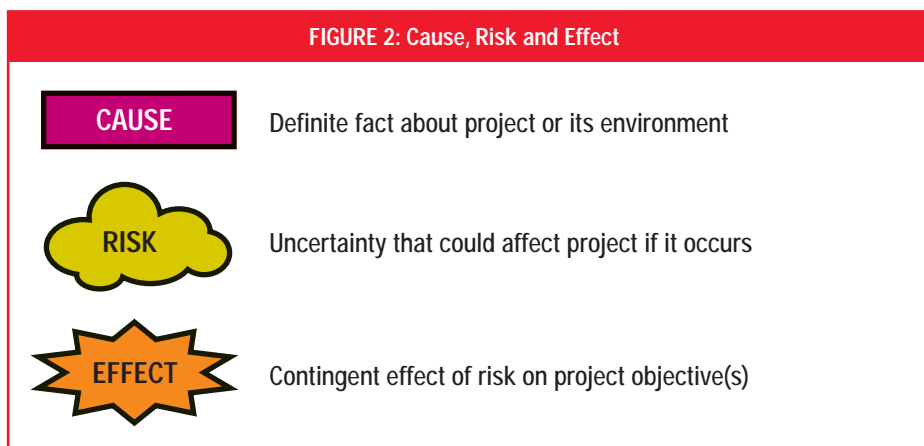 FIGURE 2: Cause, Risk and Effect
CAUSE
Definite fact about project or its environment
RISK
Uncertainty that could affect project if it occurs
EFFECT
Contingent effect of risk on project objective(s)